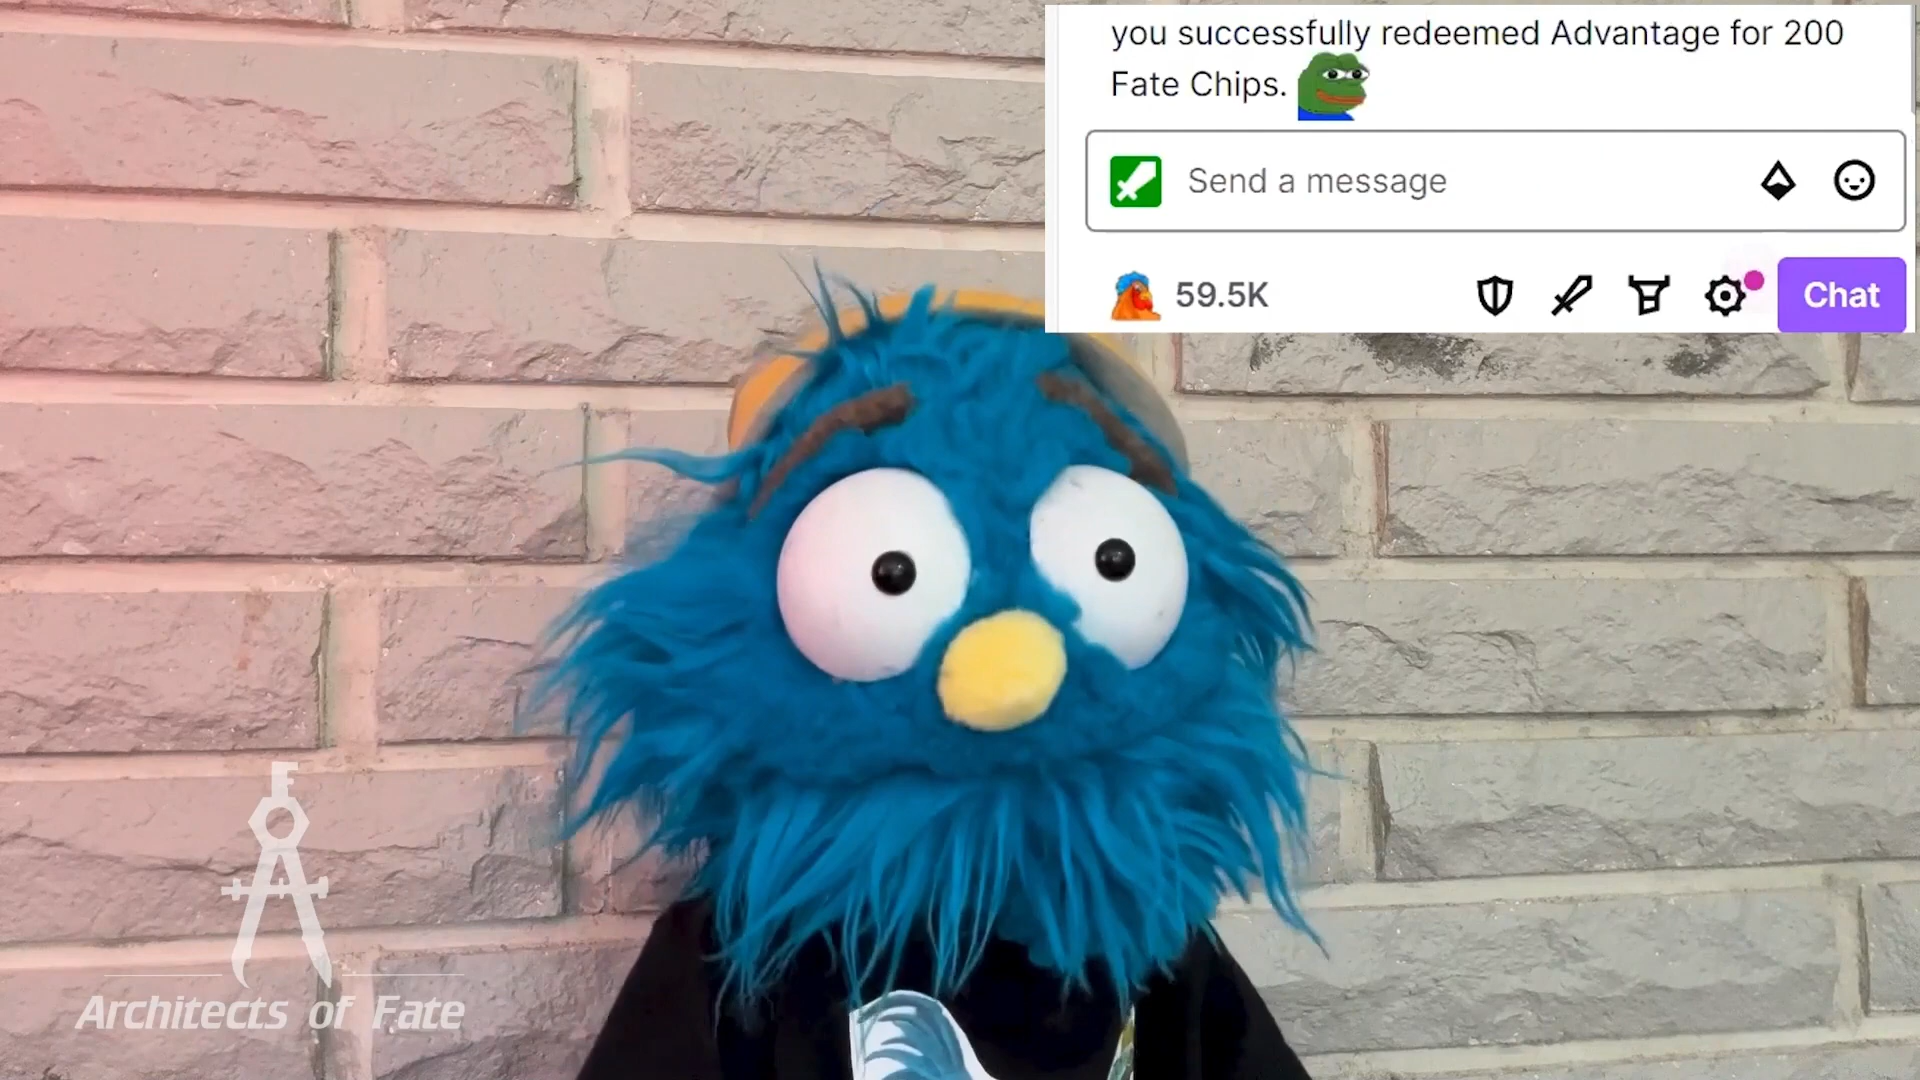 you successfully redeemed Advantage for 200
Fate Chips.
Send a message
59.5K
Chat
Architects of Fate